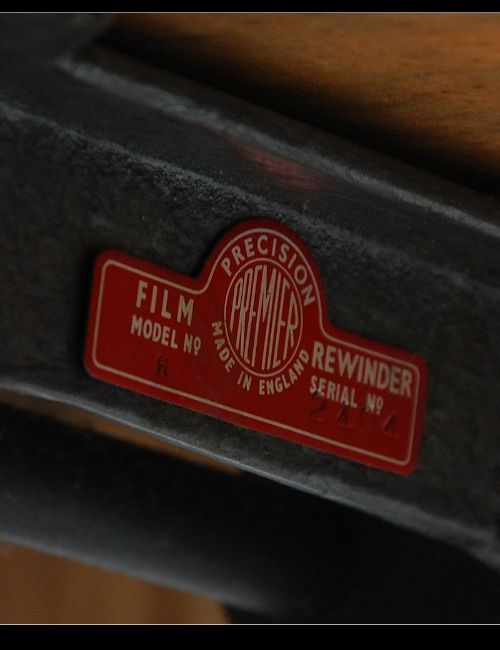 PRECISION
PREMIER
MADE IN ENGLAND
FILM
MODEL Nº
H
REWINDER
SERIAL Nº